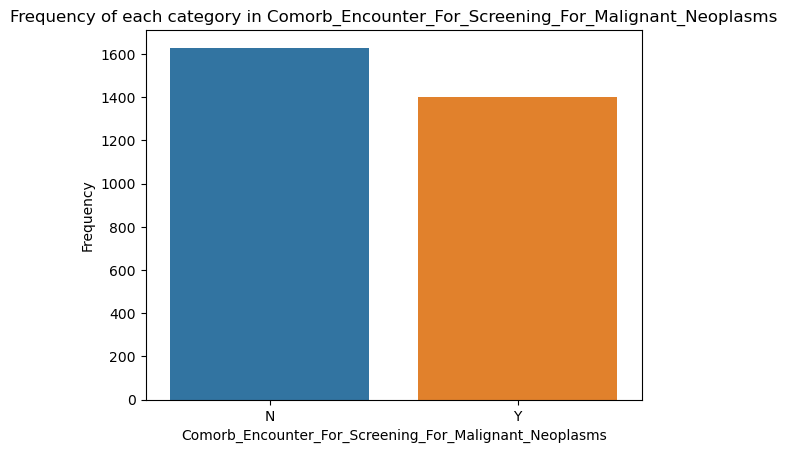 Frequency of each category in Comorb_Encounter_For_Screening_For_Malignant_Neoplasms
1600
1400
1200
1000
800
600
400
200
0
Frequency
N
Y
Comorb_Encounter_For_Screening_For_Malignant_Neoplasms